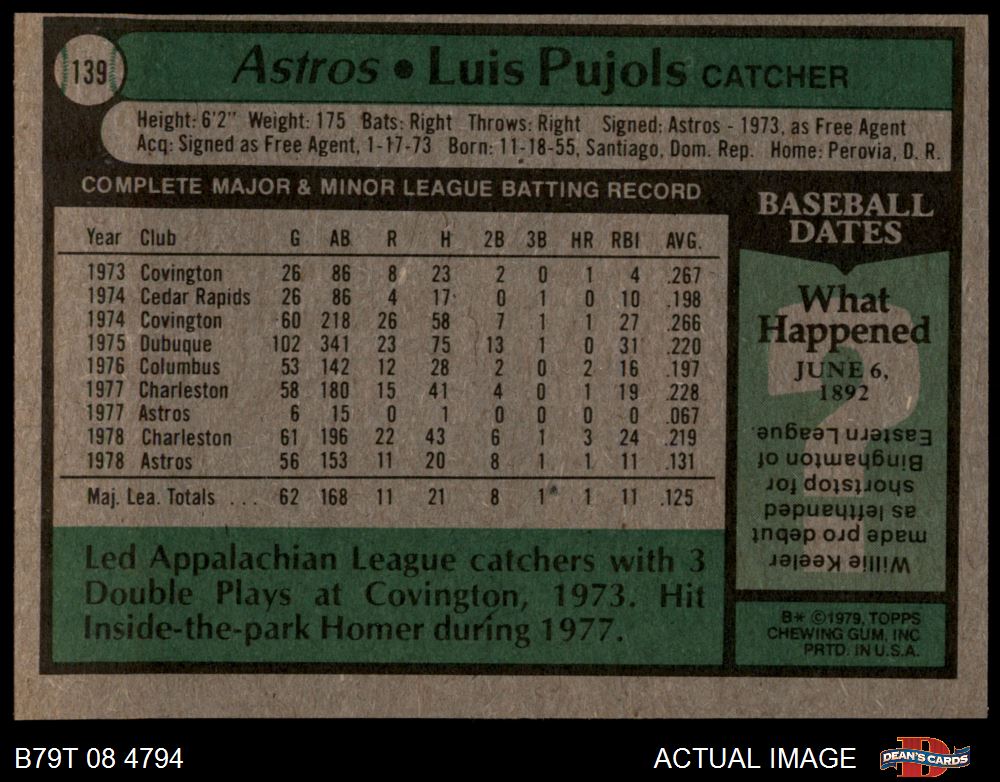 139
Astros • Luis Pujols CATCHER
Height: 6'2" Weight: 175 Bats: Right Throws: Right Signed: Astros - 1973, as Free Agent
Acq: Signed as Free Agent, 1-17-73 Born: 11-18-55, Santiago, Dom. Rep. Home: Perovia, D. R.
COMPLETE MAJOR & MINOR LEAGUE BATTING RECORD
Year Club G AB R H 2B 3B HR RBI AVG.
1973 Covington 26 86 8 23 2 0 1 4 .267
1974 Cedar Rapids 26 86 4 17 0 1 0 10 .198
1974 Covington 60 218 26 58 7 1 1 27 .266
1975 Dubuque 102 341 23 75 13 1 0 31 .220
1976 Columbus 53 142 12 28 2 0 2 16 .197
1977 Charleston 58 180 15 41 4 0 1 19 .228
1977 Astros 6 15 0 1 0 0 0 0 .067
1978 Charleston 61 196 22 43 6 1 3 24 .219
1978 Astros 56 153 11 20 8 1 1 11 .131
Maj. Lea. Totals ... 62 168 11 21 8 1 1 11 .125
Led Appalachian League catchers with 3
Double Plays at Covington, 1973. Hit
Inside-the-park Homer during 1977.
BASEBALL
DATES
What
Happened
JUNE 6,
1892
?
Willie Keeler
made pro debut
as lefthanded
shortstop for
Binghamton of
Eastern League.
B* ©1979, TOPPS
CHEWING GUM, INC.
PRTD. IN U.S.A.
B79T 08 4794
ACTUAL IMAGE
D
DEAN'S CARDS